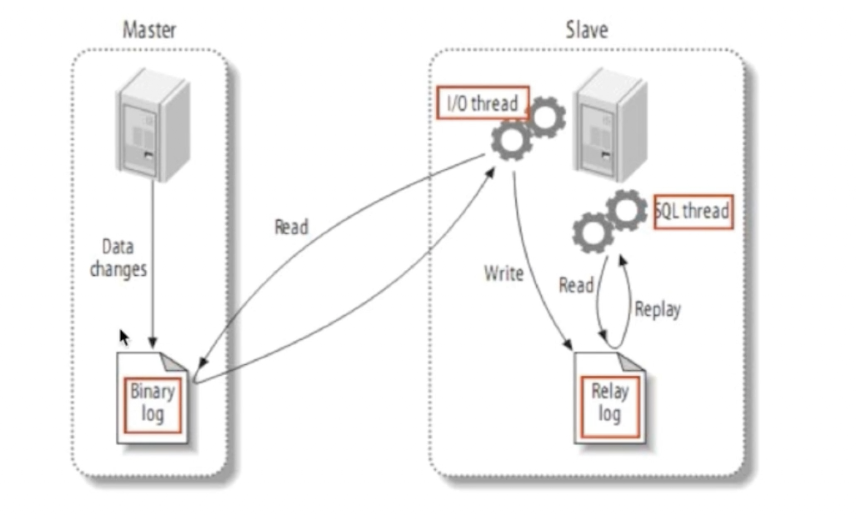 Master
Slave
I/O thread
SQL thread
Read
Data
changes
Write
Read
Replay
Binary
log
Relay
log